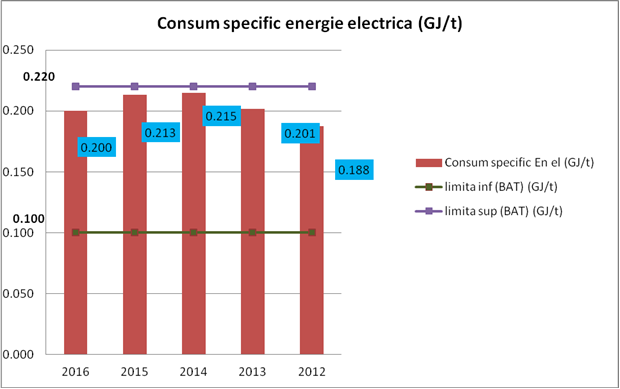 Consum specific energie electrica (GJ/t)
0.250
0.220
0.200
0.215
0.213
0.201
0.200
0.150
0.188
0.100
0.100
0.050
0.000
2016 2015 2014 2013 2012
Consum specific En el (GJ/t)
limita inf (BAT) (GJ/t)
limita sup (BAT) (GJ/t)